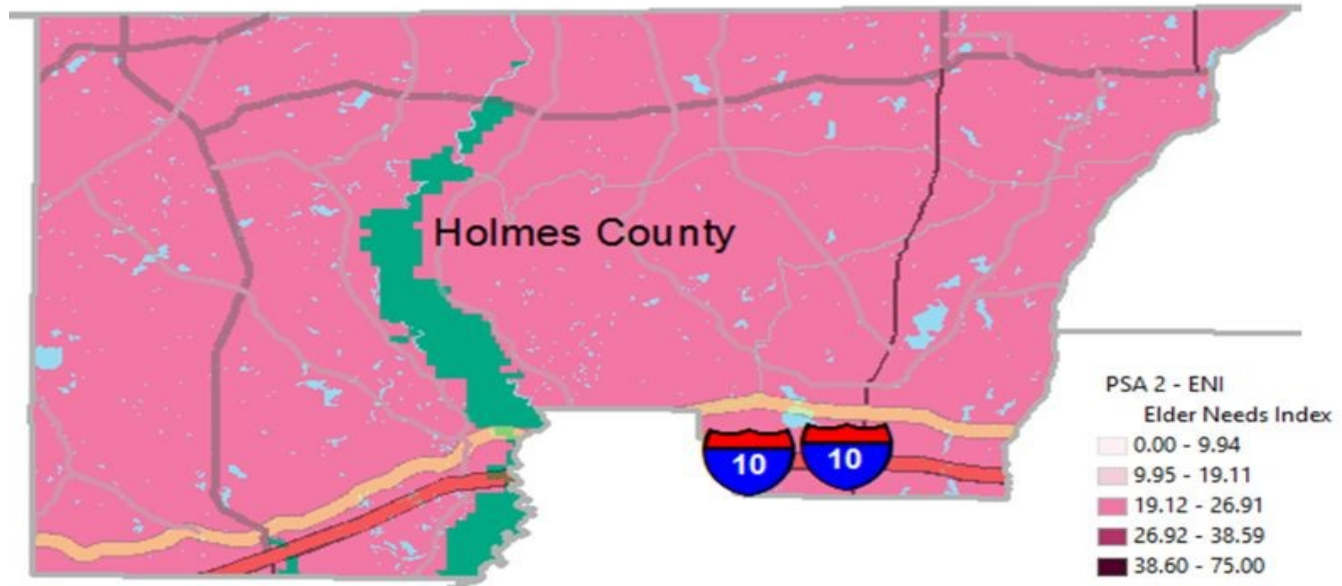 Holmes County
10
10
PSA 2 - ENI
Elder Needs Index
0.00 - 9.94
9.95 - 19.11
19.12 - 26.91
26.92 - 38.59
38.60 - 75.00